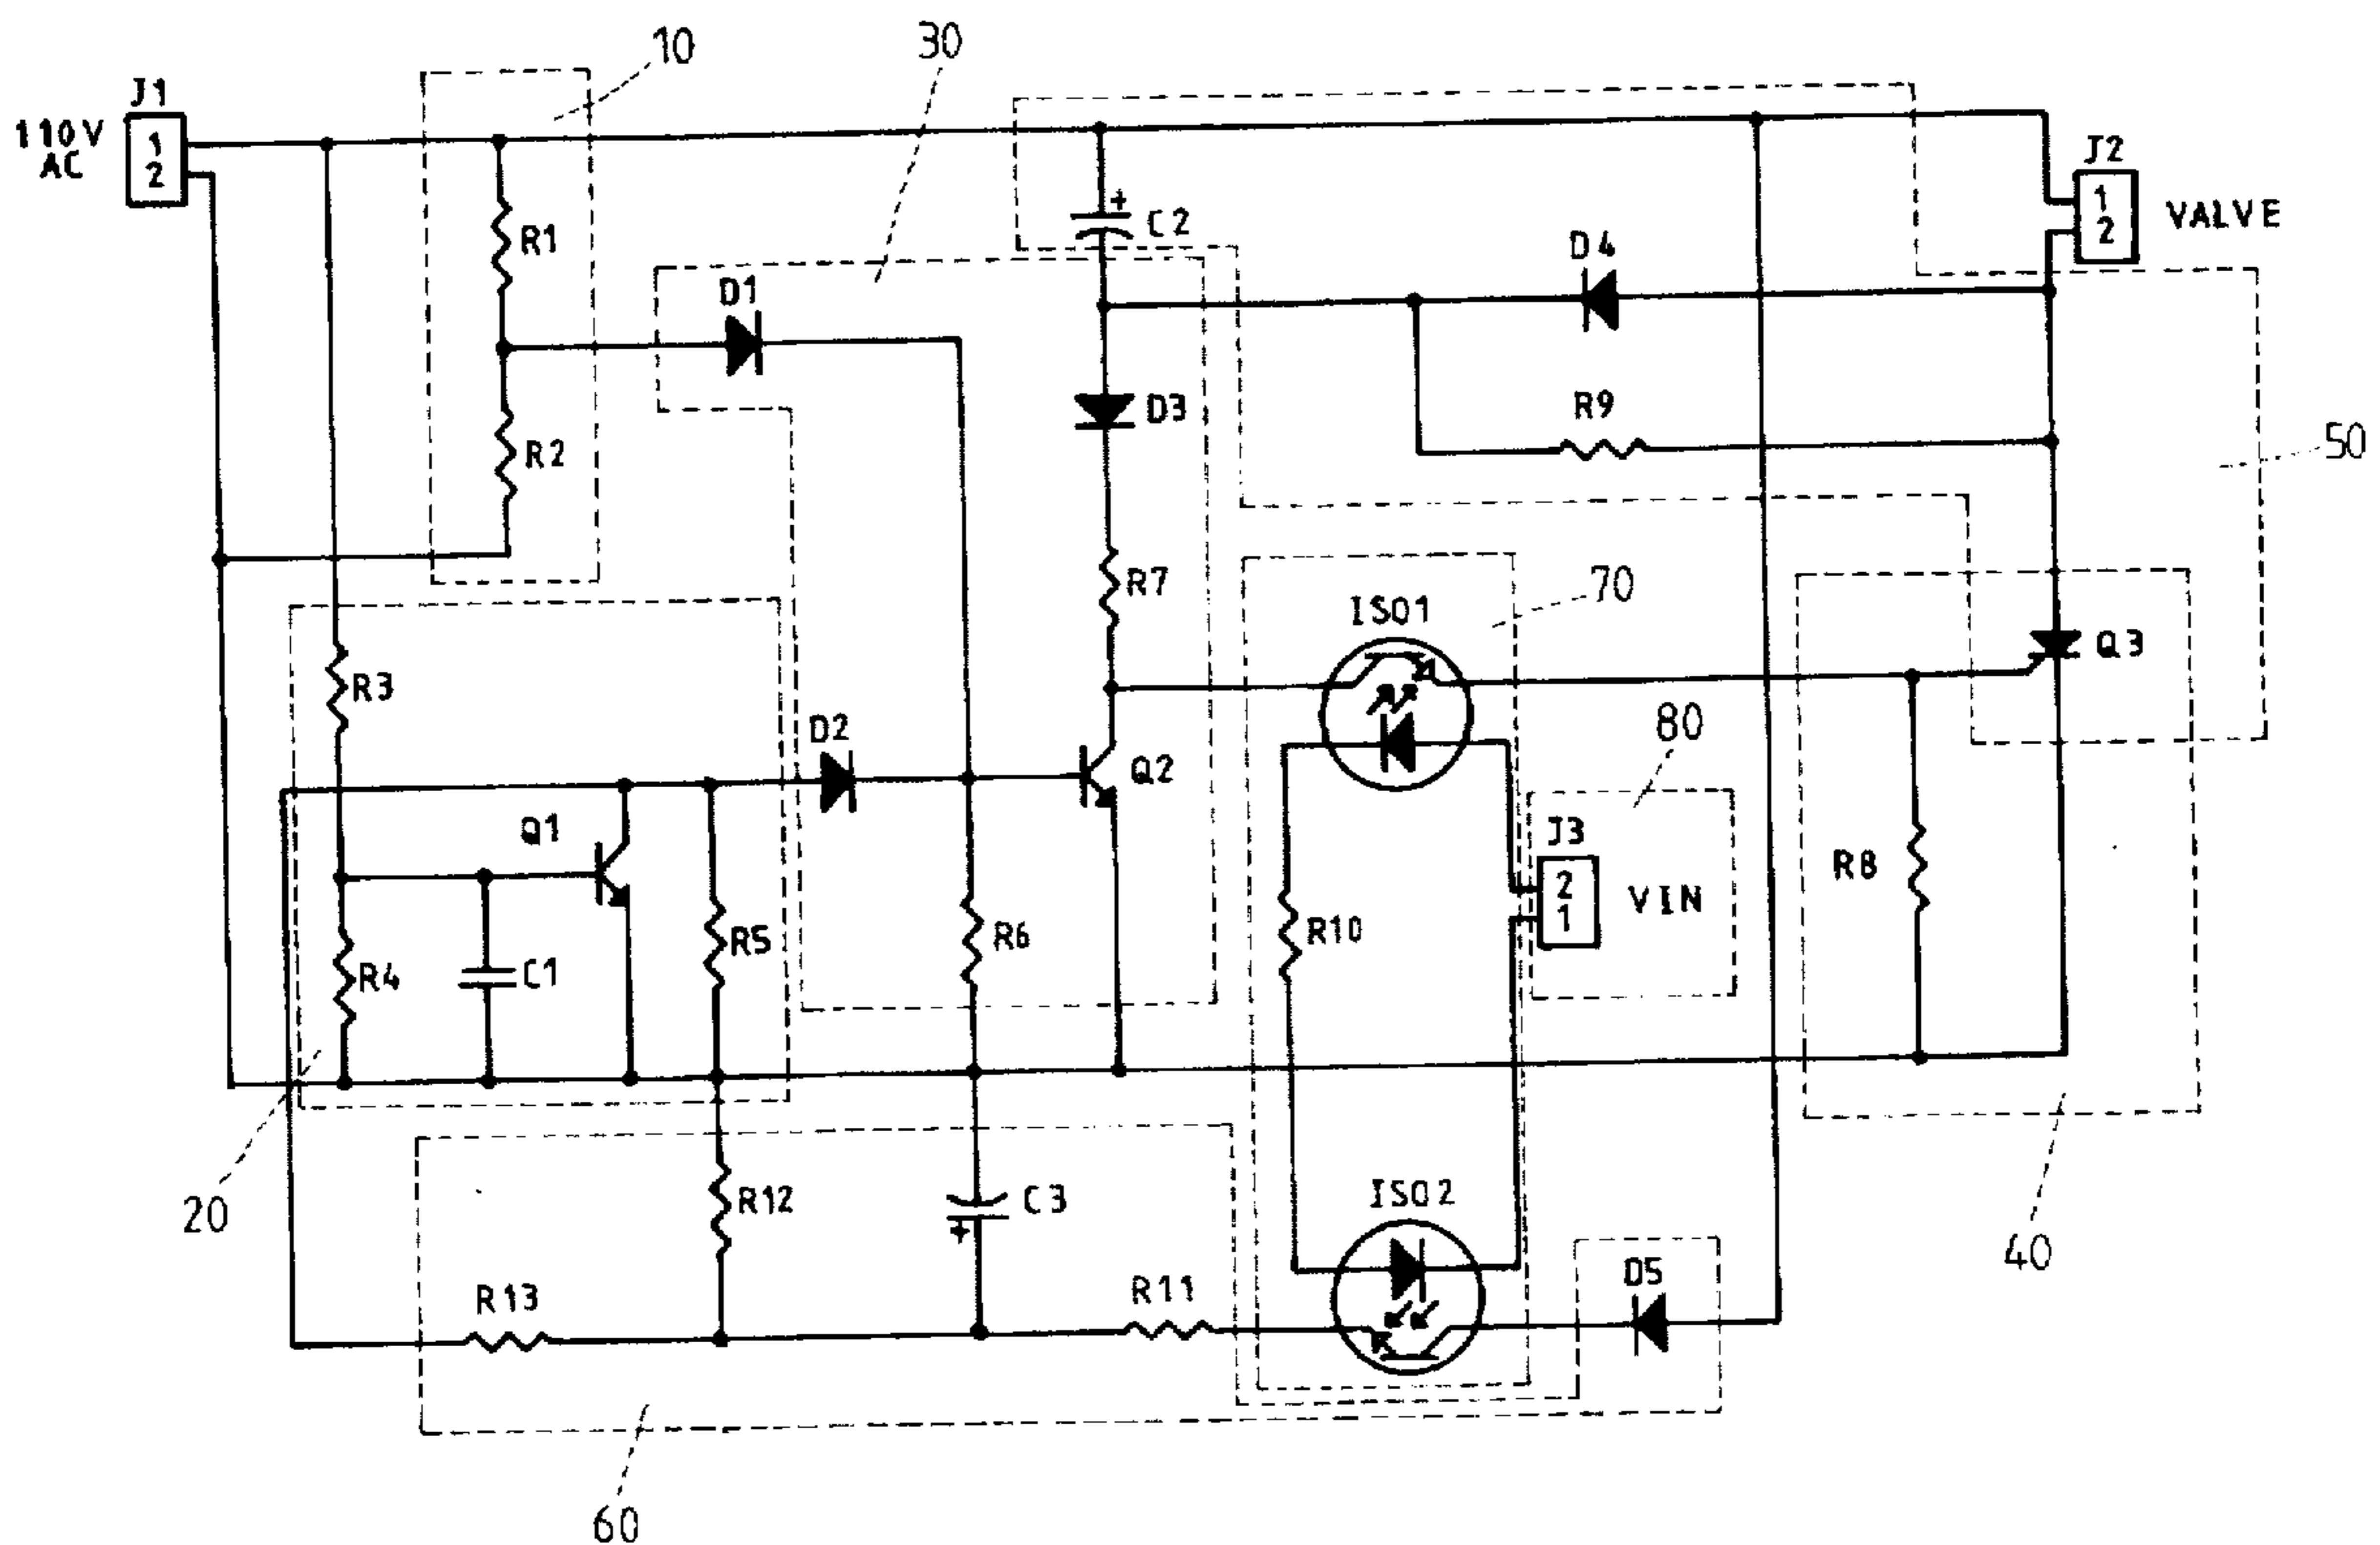 10
30
J1
110V
AC
1
2
J2
1
2
VALVE
+
C2
R1
D1
D4
D3
R9
R2
50
R7
ISO1
70
Q3
R3
D2
80
Q2
Q1
J3
2
1
VIN
R8
R5
R6
R10
R4
C1
20
R12
C3
+
ISO2
40
R13
R11
D5
60